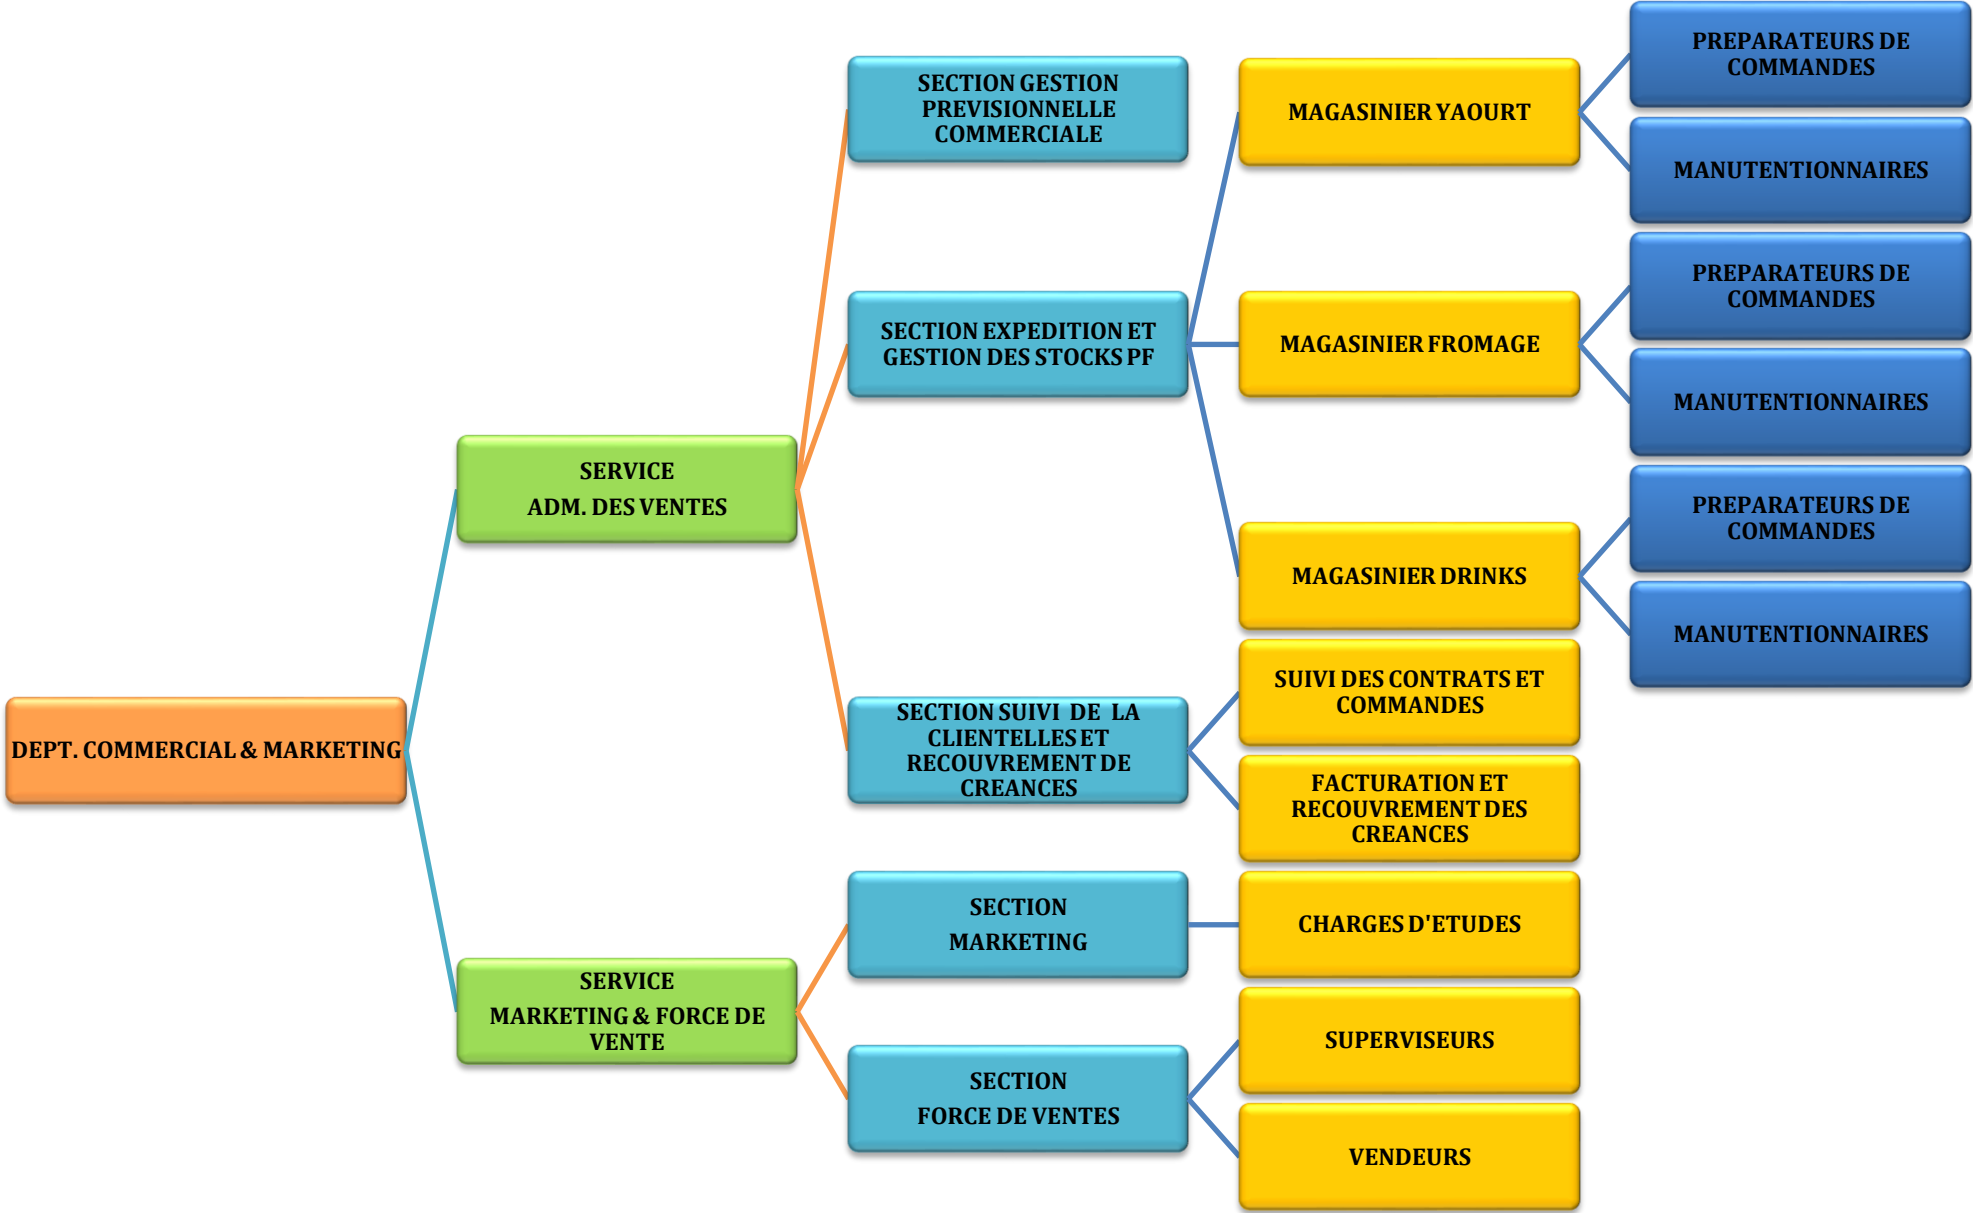 DEPT. COMMERCIAL & MARKETING
SERVICE
ADM. DES VENTES
SECTION GESTION
PREVISIONNELLE
COMMERCIALE
SECTION EXPEDITION ET
GESTION DES STOCKS PF
MAGASINIER YAOURT
PREPARATEURS DE
COMMANDES
MANUTENTIONNAIRES
MAGASINIER FROMAGE
PREPARATEURS DE
COMMANDES
MANUTENTIONNAIRES
MAGASINIER DRINKS
PREPARATEURS DE
COMMANDES
MANUTENTIONNAIRES
SECTION SUIVI DE LA
CLIENTELLES ET
RECOUVREMENT DE
CREANCES
SUIVI DES CONTRATS ET
COMMANDES
FACTURATION ET
RECOUVREMENT DES
CREANCES
SERVICE
MARKETING & FORCE DE
VENTE
SECTION
MARKETING
CHARGES D'ETUDES
SECTION
FORCE DE VENTES
SUPERVISEURS
VENDEURS